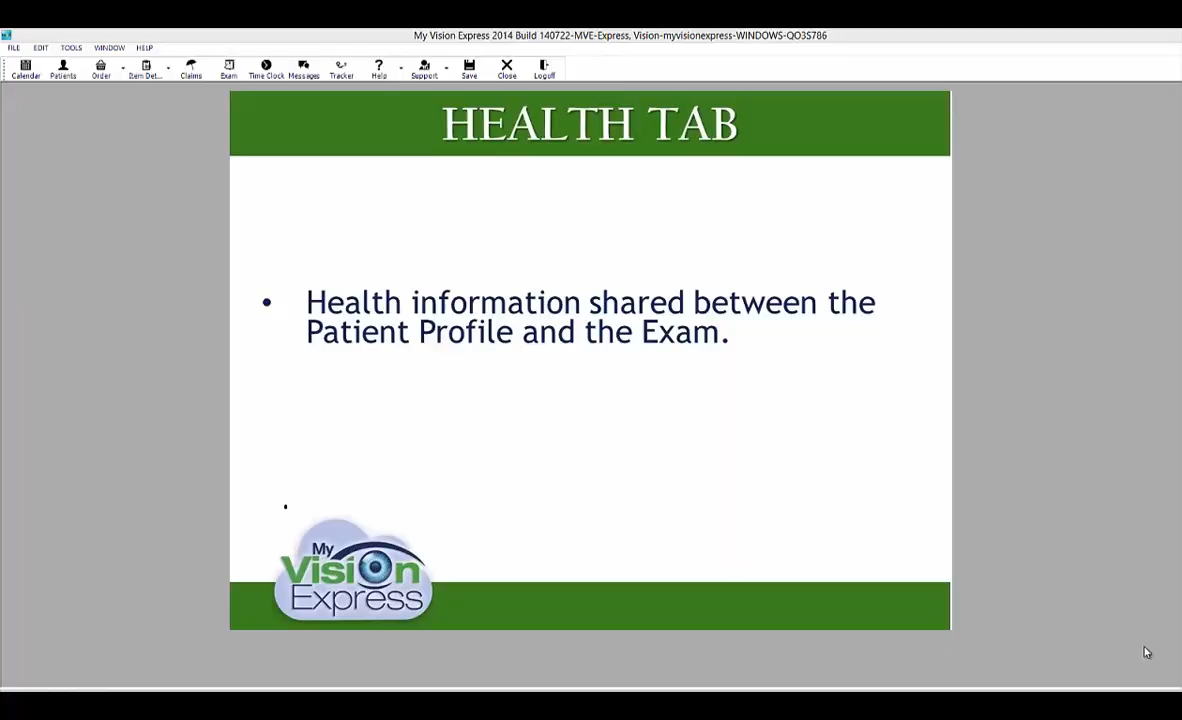 My Vision Express 2014 Build 140722-MVE-Express, Vision-myvisionexpress-WINDOWS-QO3S786
FILE EDIT TOOLS WINDOW HELP
Calendar Patients Order Item Det... Claims Exam Time Clock Messages Tracker Help Support Save Close Logoff
HEALTH TAB
• Health information shared between the
Patient Profile and the Exam.
My
Vision
Express